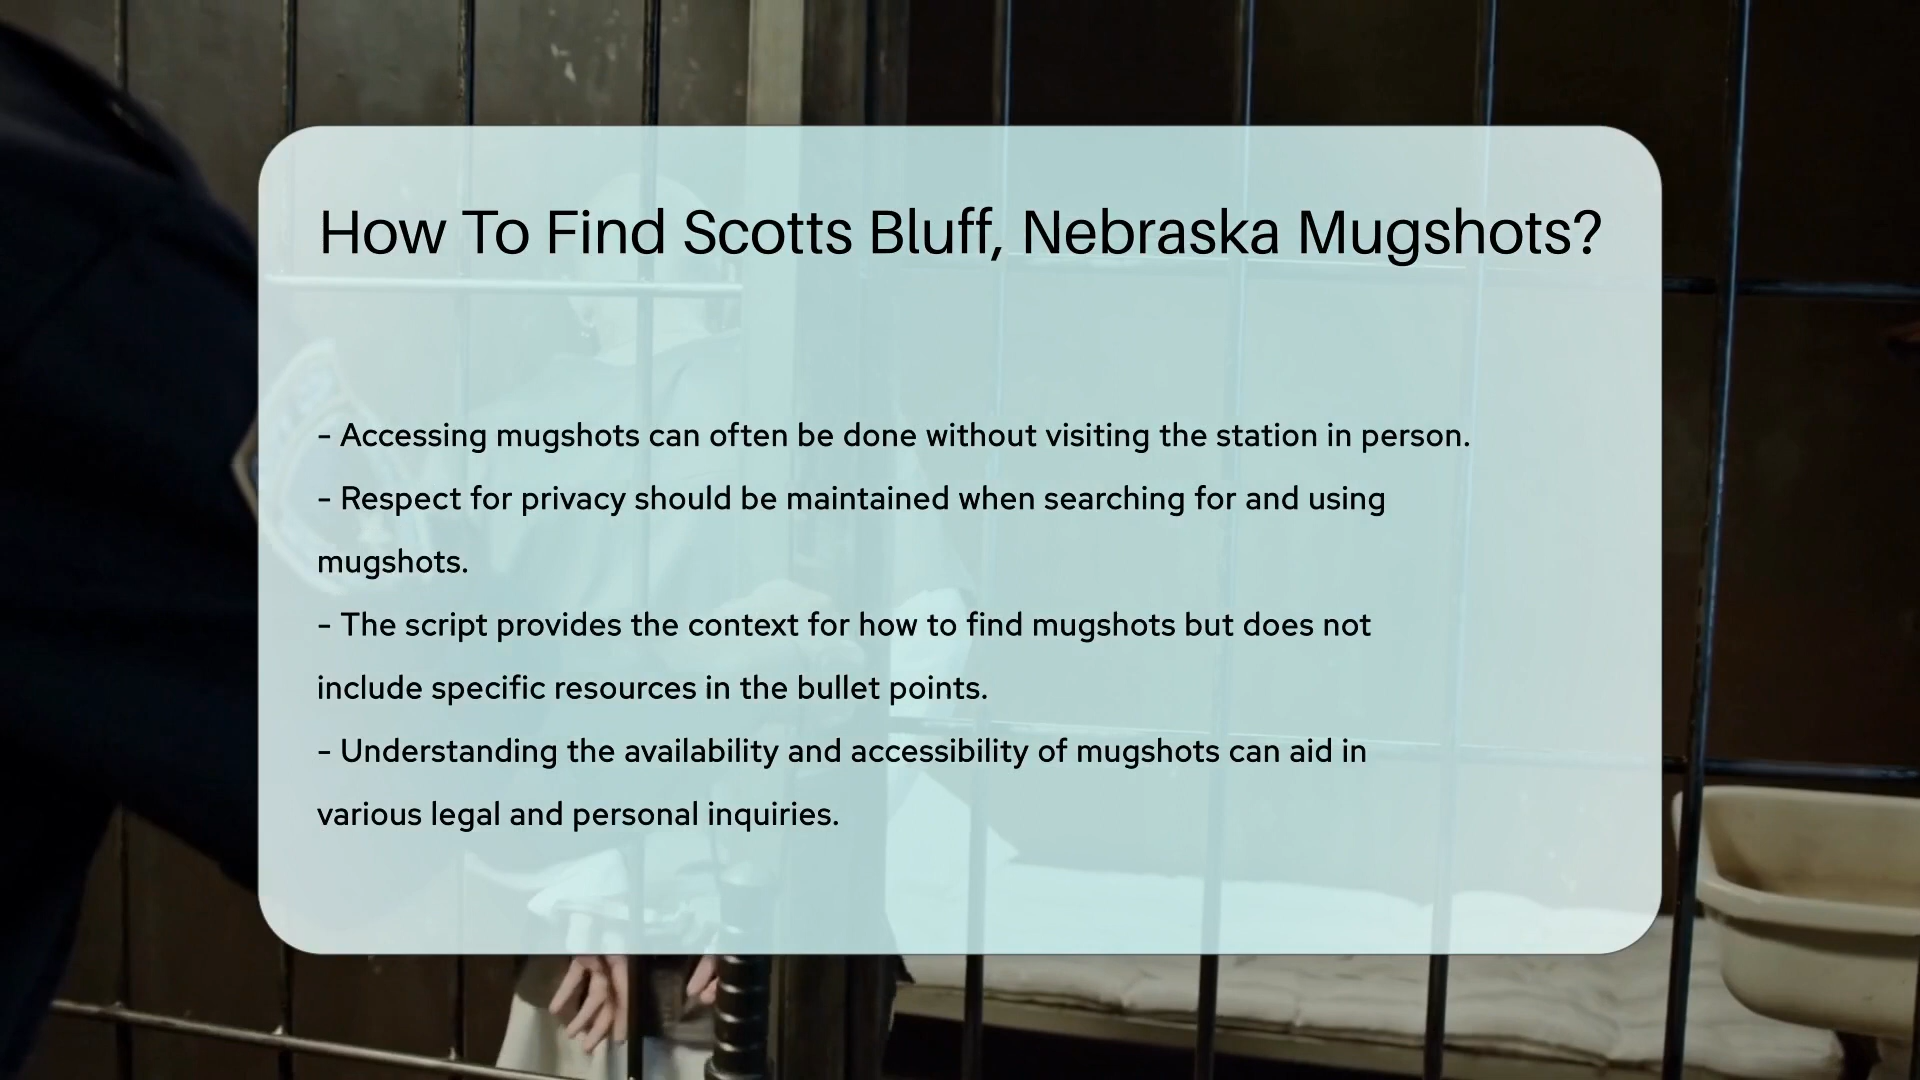 How To Find Scotts Bluff, Nebraska Mugshots?
- Accessing mugshots can often be done without visiting the station in person.
- Respect for privacy should be maintained when searching for and using
mugshots.
- The script provides the context for how to find mugshots but does not
include specific resources in the bullet points.
- Understanding the availability and accessibility of mugshots can aid in
various legal and personal inquiries.